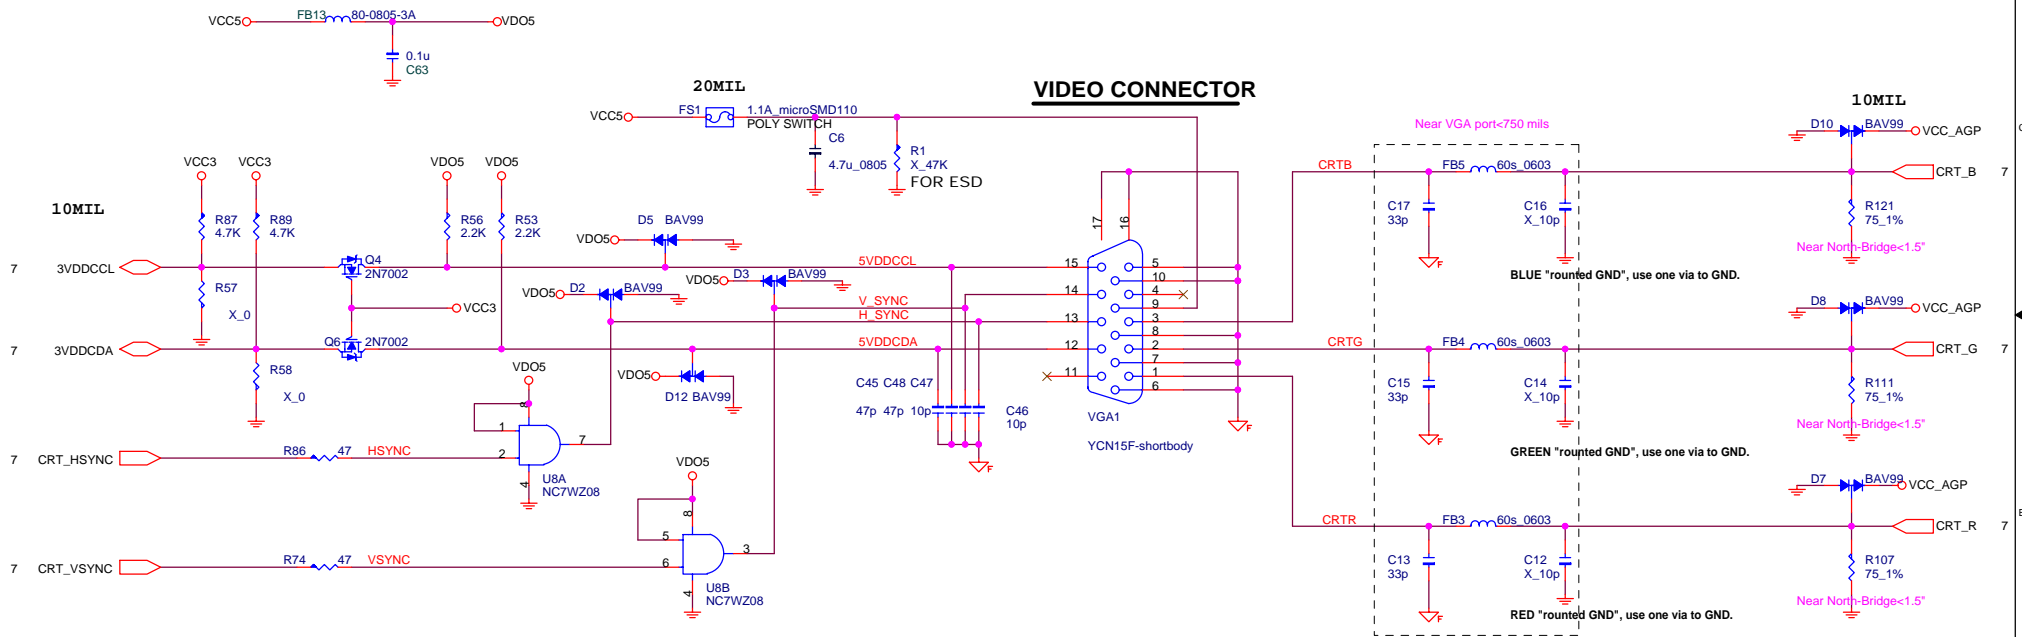 VCC5 FB13 80-0805-3A VDO5
0.1u
C63
20MIL
VIDEO CONNECTOR
10MIL
VCC5 FS1 1.1A_microSMD110
POLY SWITCH
C6
4.7u_0805
R1
X_47K
FOR ESD
Near VGA port<750 mils
D10 BAV99 VCC_AGP
VCC3 VCC3 VDO5 VDO5
10MIL
R87
4.7K
R89
4.7K
R56
2.2K
R53
2.2K
D5 BAV99
VDO5
17 16
CRTB
FB5 60s_0603
CRT_B 7
C17
33p
C16
X_10p
R121
75_1%
Near North-Bridge<1.5"
BLUE "rounted GND", use one via to GND.
7 3VDDCCL
Q4
2N7002
R57
X_0
VCC3
VDO5 D3 BAV99
VDO5 D2 BAV99
5VDDCCL
V_SYNC
H_SYNC
15 5
10
14 4
9
13 3
8
12 2
7
11 1
6
D8 BAV99 VCC_AGP
7 3VDDCDA
Q6 2N7002
R58
X_0
5VDDCDA
VDO5
D12 BAV99
CRTG
FB4 60s_0603
CRT_G 7
C15
33p
C14
X_10p
R111
75_1%
Near North-Bridge<1.5"
GREEN "rounted GND", use one via to GND.
C45 C48 C47
47p 47p 10p
C46
10p
VGA1
YCN15F-shortbody
F F F F F
VDO5
8
1
2
7
4
U8A
NC7WZ08
7 CRT_HSYNC R86 47 HSYNC
VDO5
8
5
6
3
4
U8B
NC7WZ08
7 CRT_VSYNC R74 47 VSYNC
D7 BAV99 VCC_AGP
CRTR
FB3 60s_0603
CRT_R 7
C13
33p
C12
X_10p
R107
75_1%
Near North-Bridge<1.5"
RED "rounted GND", use one via to GND.